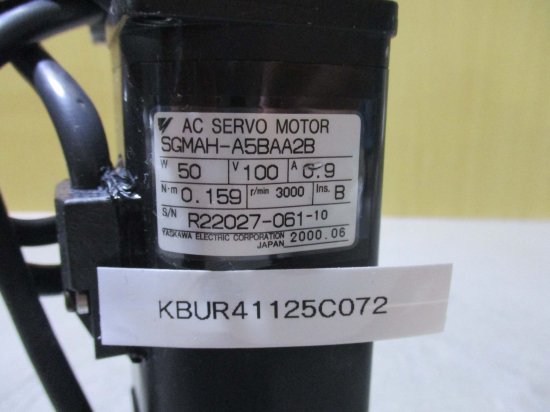 AC SERVO MOTOR
SGMAH-A5BAA2B
W 50 V 100 A 0.9
N·m 0.159 r/min 3000 Ins. B
S/N R22027-061-10
YASKAWA ELECTRIC CORPORATION
JAPAN 2000.06
KBUR41125C072